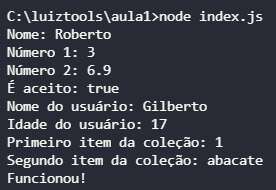 C:\luiztools\aula1>node index.js
Nome: Roberto
Número 1: 3
Número 2: 6.9
É aceito: true
Nome do usuário: Gilberto
Idade do usuário: 17
Primeiro item da coleção: 1
Segundo item da coleção: abacate
Funcionou!